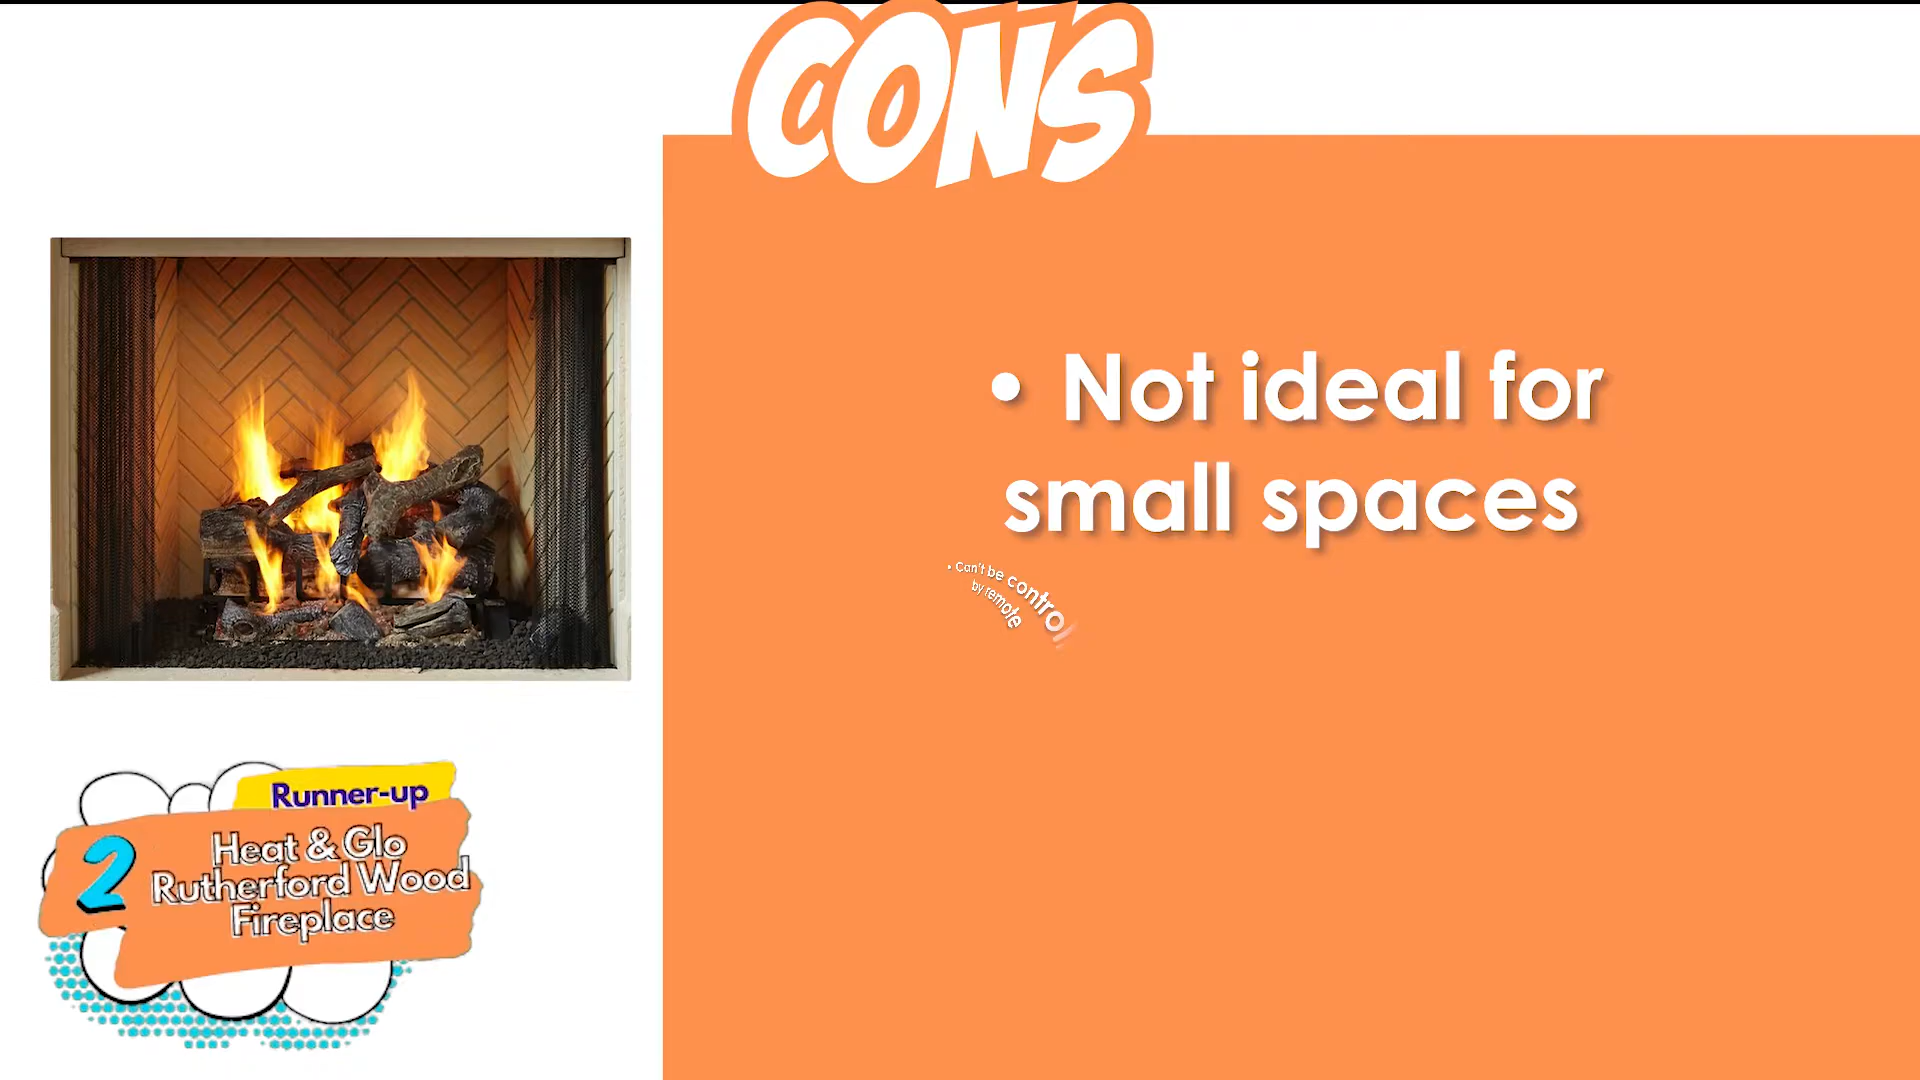 CONS
• Not ideal for
small spaces
• Can't be control
by remote
Runner-up
2
Heat & Glo
Rutherford Wood
Fireplace